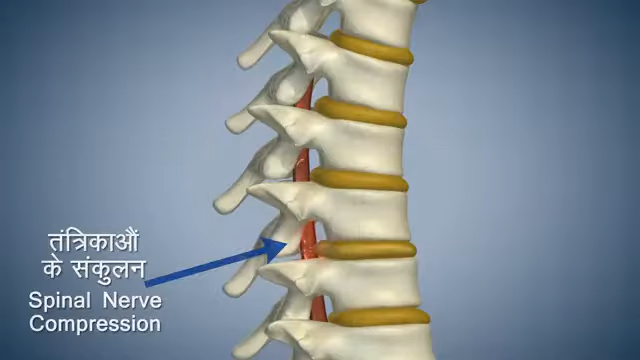 तंत्रिकाऔं
के संकुलन
Spinal Nerve
Compression